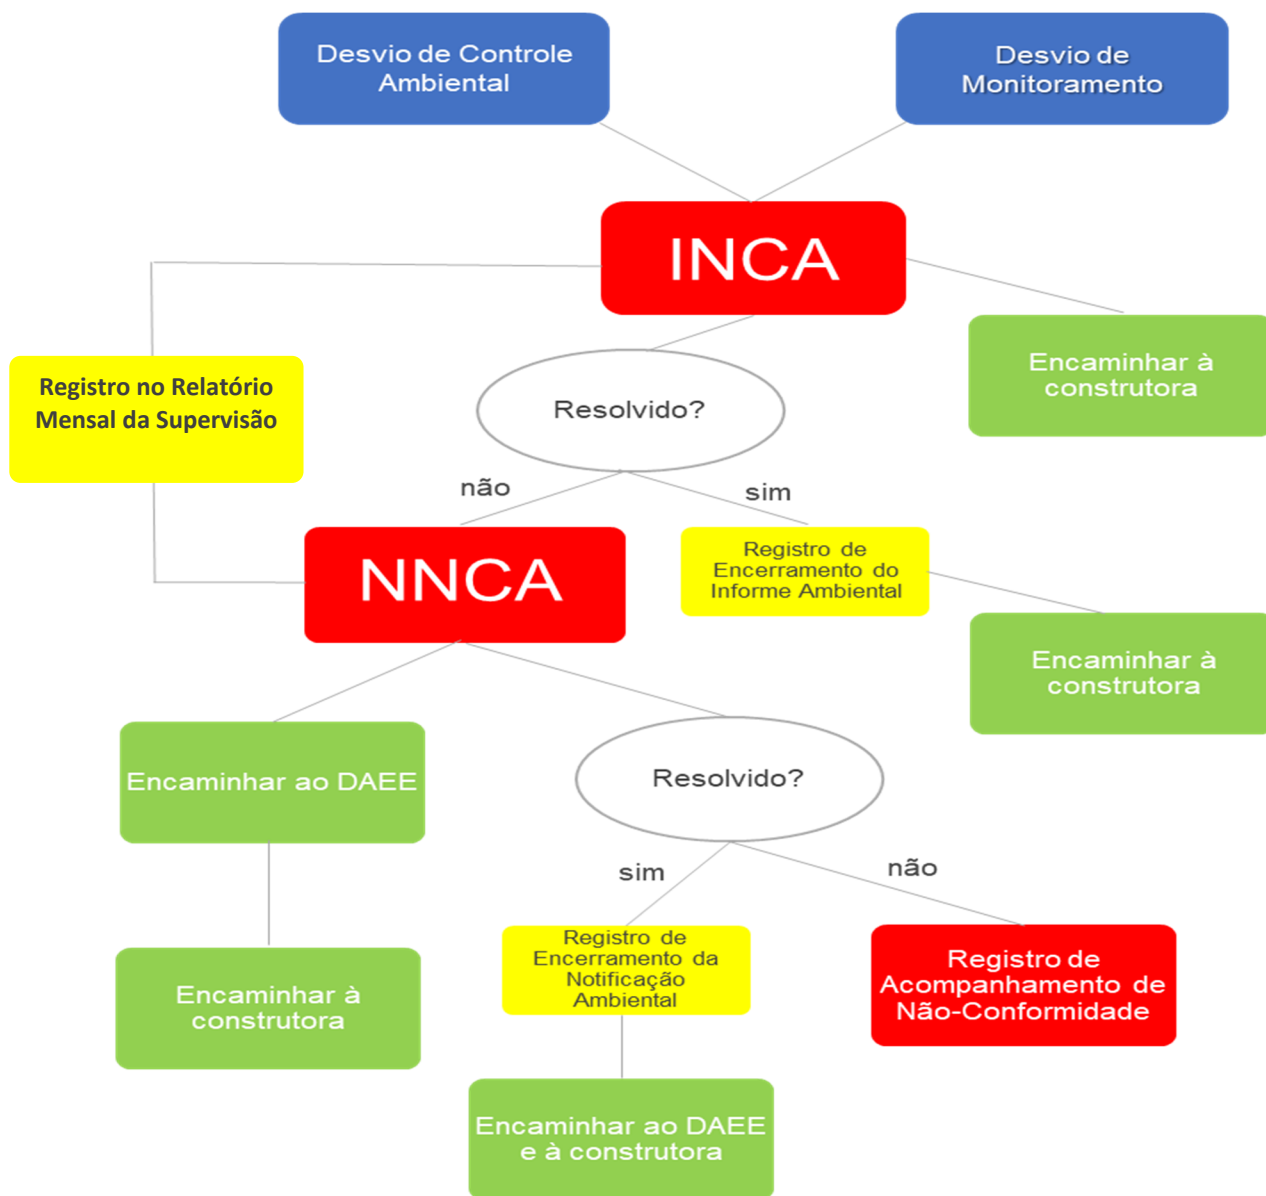 Desvio de Controle
Ambiental
Desvio de
Monitoramento
INCA
Encaminhar à
construtora
Registro no Relatório
Mensal da Supervisão
Resolvido?
não
sim
NNCA
Registro de
Encerramento do
Informe Ambiental
Encaminhar à
construtora
Encaminhar ao DAEE
Resolvido?
sim
não
Encaminhar à
construtora
Registro de
Encerramento da
Notificação
Ambiental
Registro de
Acompanhamento de
Não-Conformidade
Encaminhar ao DAEE
e à construtora